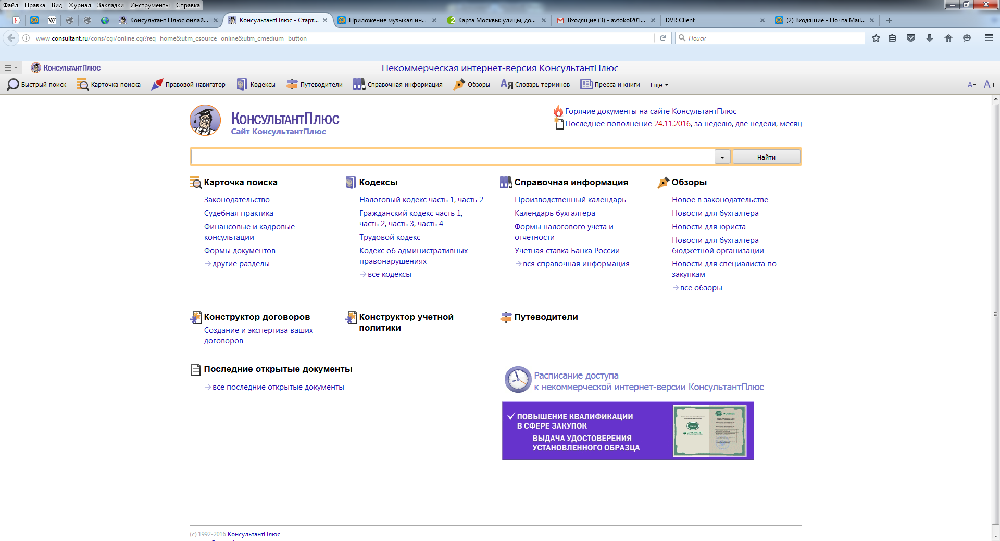 Файл Правка Вид Журнал Закладки Инструменты Справка
Консультант Плюс онлай... КонсультантПлюс - Старт... Приложение музыкал ин... Карта Москвы: улицы, до... Входящие (3) - avtokol201... DVR Client (2) Входящие - Почта Mail...
www.consultant.ru/cons/cgi/online.cgi?req=home&utm_csource=online&utm_cmedium=button
Поиск
КонсультантПлюс
Некоммерческая интернет-версия КонсультантПлюс
Быстрый поиск Карточка поиска Правовой навигатор Кодексы Путеводители Справочная информация Обзоры Словарь терминов Пресса и книги Еще A− A+
КонсультантПлюс
Сайт КонсультантПлюс
Горячие документы на сайте КонсультантПлюс
Последнее пополнение 24.11.2016, за неделю, две недели, месяц
Найти
Карточка поиска
Законодательство
Судебная практика
Финансовые и кадровые
консультации
Формы документов
другие разделы
Кодексы
Налоговый кодекс часть 1, часть 2
Гражданский кодекс часть 1,
часть 2, часть 3, часть 4
Трудовой кодекс
Кодекс об административных
правонарушениях
все кодексы
Справочная информация
Производственный календарь
Календарь бухгалтера
Формы налогового учета и
отчетности
Учетная ставка Банка России
вся справочная информация
Обзоры
Новое в законодательстве
Новости для бухгалтера
Новости для юриста
Новости для бухгалтера
бюджетной организации
Новости для специалиста по
закупкам
все обзоры
Конструктор договоров
Создание и экспертиза ваших
договоров
Конструктор учетной
политики
Путеводители
Последние открытые документы
все последние открытые документы
Расписание доступа
к некоммерческой интернет-версии КонсультантПлюс
ПОВЫШЕНИЕ КВАЛИФИКАЦИИ
В СФЕРЕ ЗАКУПОК
ВЫДАЧА УДОСТОВЕРЕНИЯ
УСТАНОВЛЕННОГО ОБРАЗЦА
(c) 1992-2016 КонсультантПлюс